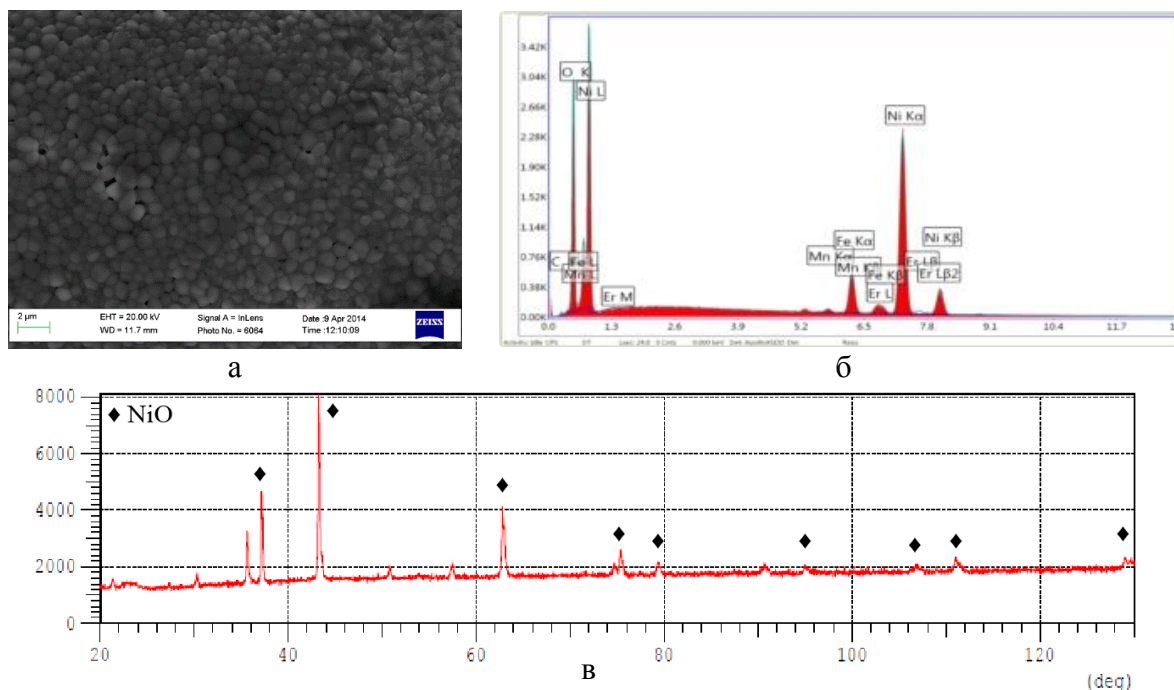 2 µm
EHT = 20.00 kV
Signal A = InLens
Date :9 Apr 2014
WD = 11.7 mm
Photo No. = 6064
Time :12:10:09
ZEISS
а
3.42K
3.04K
2.66K
2.28K
1.90K
1.52K
1.14K
0.76K
0.38K
0.00K
O K
Ni L
C
Fe L
Mn L
Er M
Mn Kα
Fe Kα
Mn K
Fe Kβ
Er L
Ni Kα
Er Lβ
Ni Kβ
Er Lβ2
0.0 1.3 2.6 3.9 5.2 6.5 7.8 9.1 10.4 11.7
б
♦ NiO
8000
6000
4000
2000
0
20 40 60 80 100 120
(deg)
в